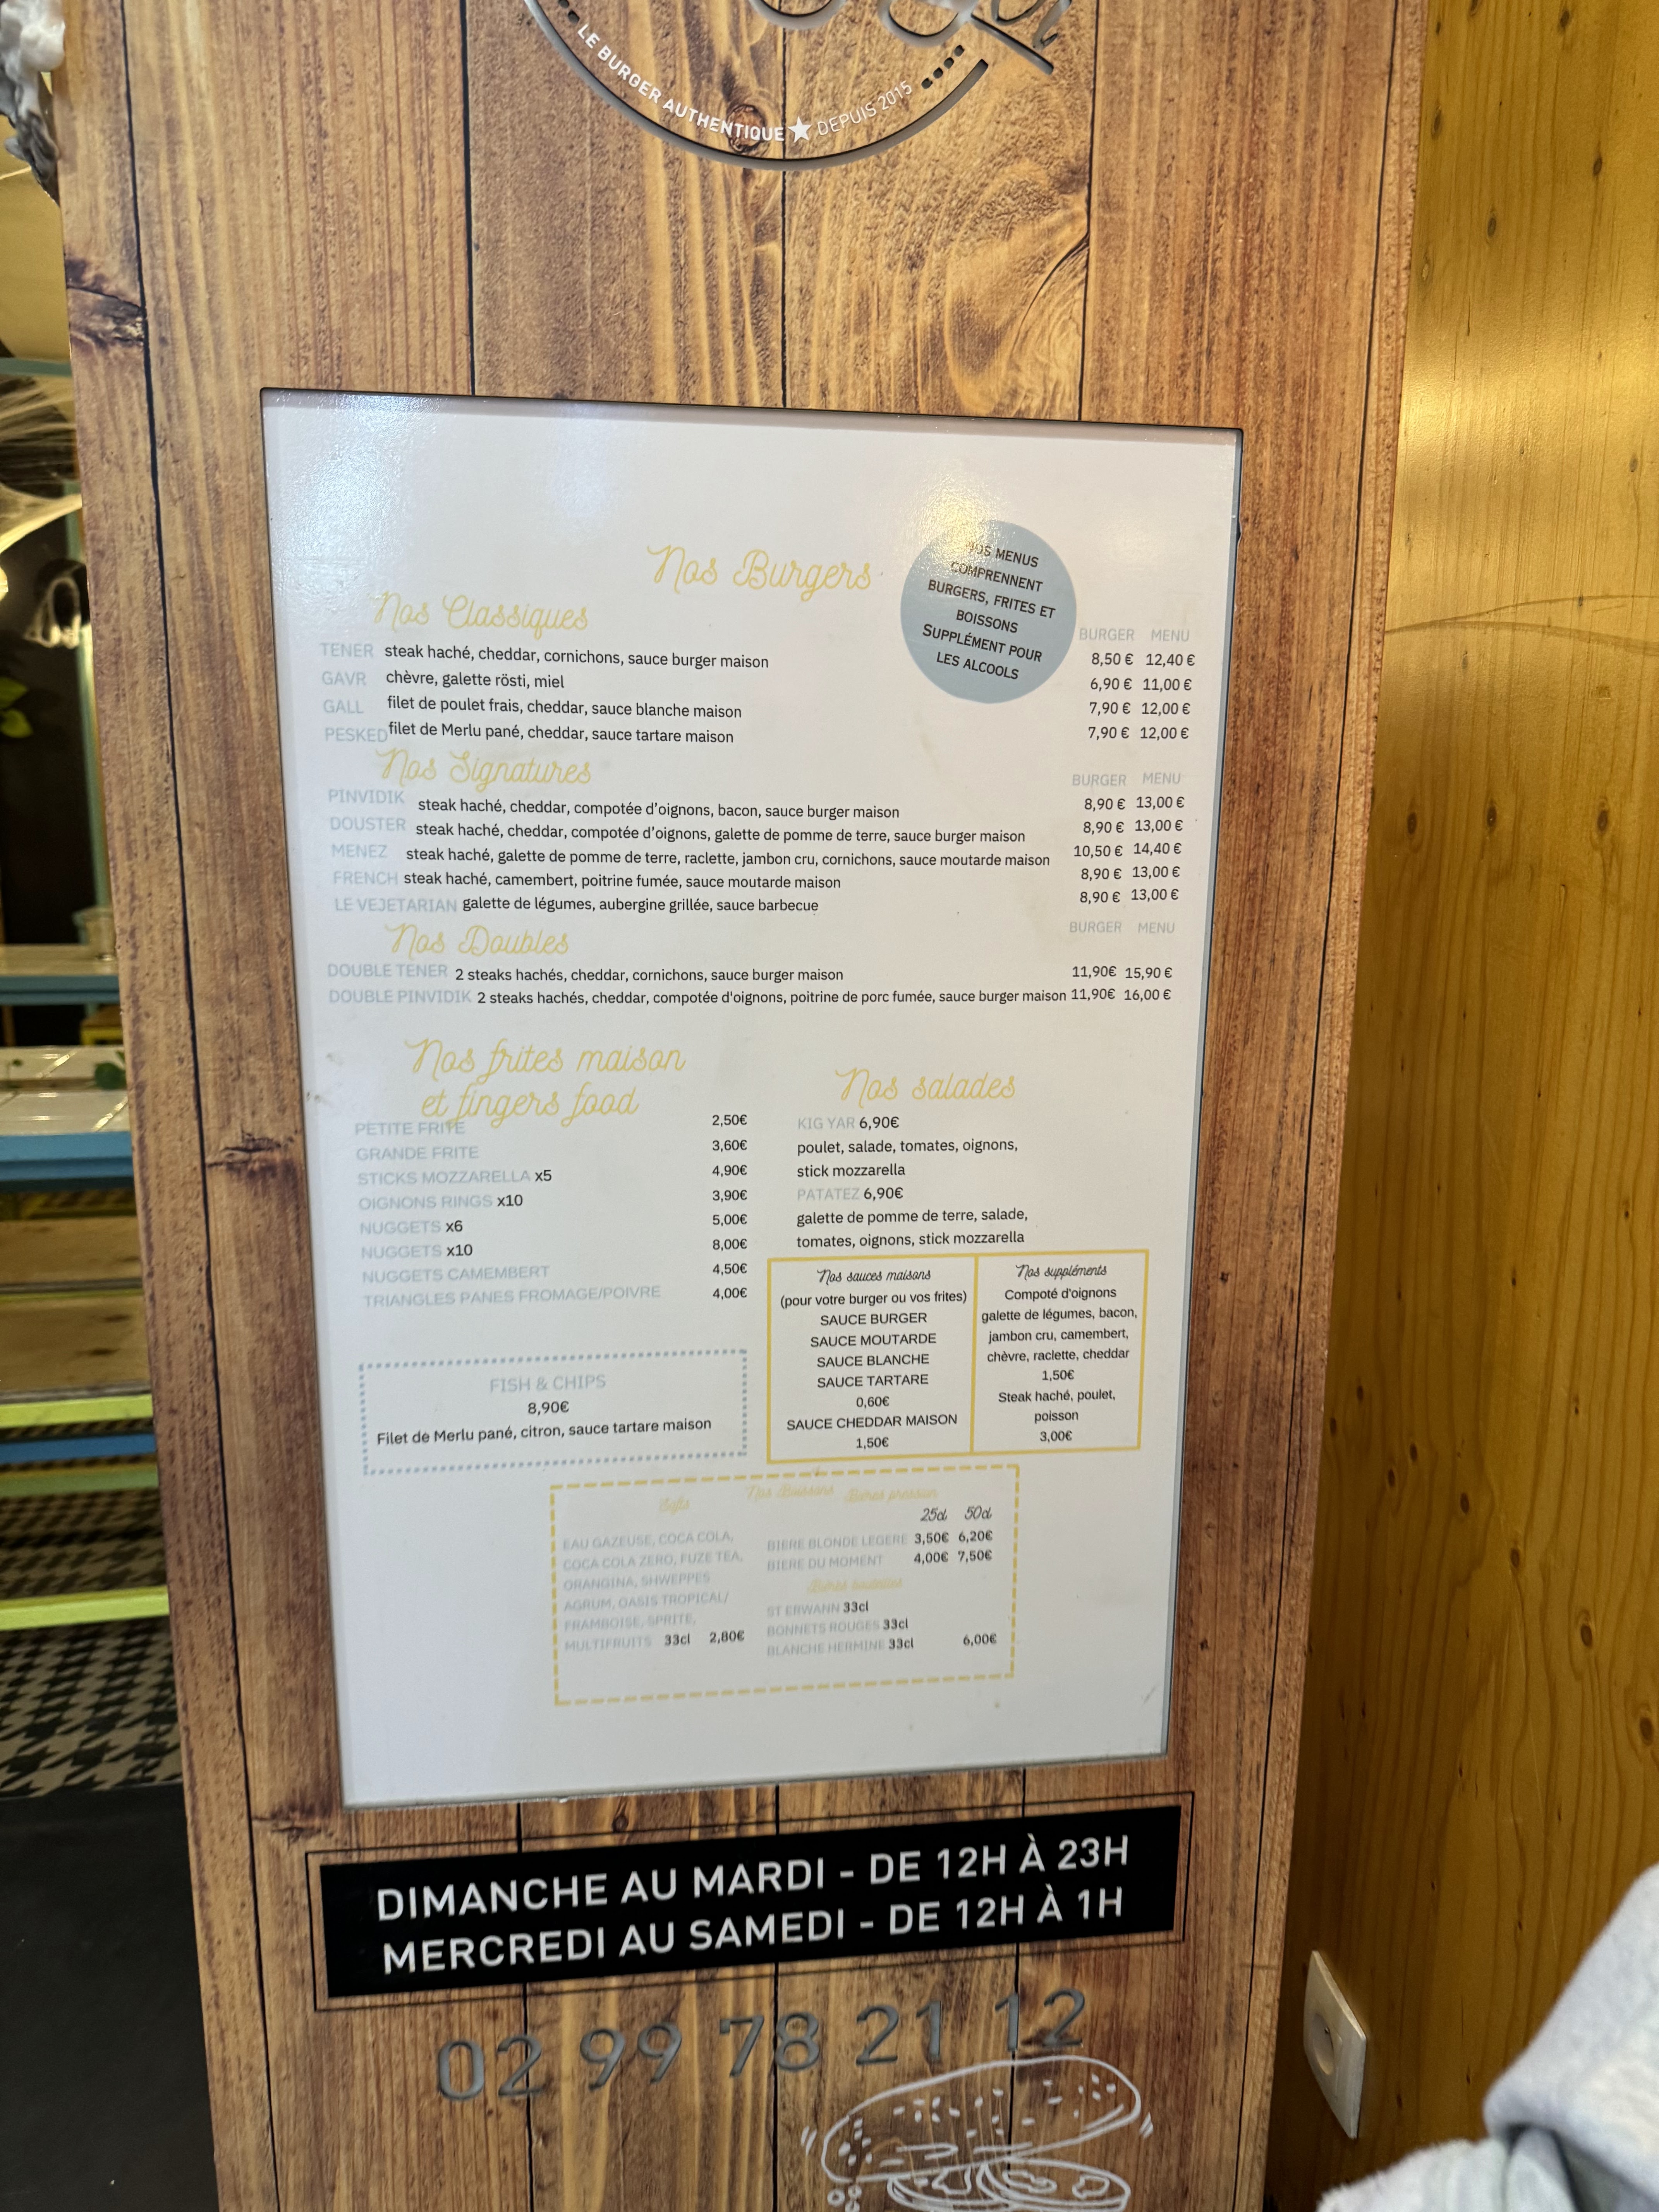 LE BURGER AUTHENTIQUE ★ DEPUIS 2015
Nos Burgers
NOS MENUS
COMPRENNENT
BURGERS, FRITES ET
BOISSONS
SUPPLÉMENT POUR
LES ALCOOLS
Nos Classiques
BURGER MENU
TENER steak haché, cheddar, cornichons, sauce burger maison 8,50 € 12,40 €
GAVR chèvre, galette rösti, miel 6,90 € 11,00 €
GALL filet de poulet frais, cheddar, sauce blanche maison 7,90 € 12,00 €
PESKED filet de Merlu pané, cheddar, sauce tartare maison 7,90 € 12,00 €
Nos Signatures
BURGER MENU
PINVIDIK steak haché, cheddar, compotée d'oignons, bacon, sauce burger maison 8,90 € 13,00 €
DOUSTER steak haché, cheddar, compotée d'oignons, galette de pomme de terre, sauce burger maison 8,90 € 13,00 €
MENEZ steak haché, galette de pomme de terre, raclette, jambon cru, cornichons, sauce moutarde maison 10,50 € 14,40 €
FRENCH steak haché, camembert, poitrine fumée, sauce moutarde maison 8,90 € 13,00 €
LE VEJETARIAN galette de légumes, aubergine grillée, sauce barbecue 8,90 € 13,00 €
Nos Doubles
BURGER MENU
DOUBLE TENER 2 steaks hachés, cheddar, cornichons, sauce burger maison 11,90€ 15,90 €
DOUBLE PINVIDIK 2 steaks hachés, cheddar, compotée d'oignons, poitrine de porc fumée, sauce burger maison 11,90€ 16,00 €
Nos frites maison
et fingers food
PETITE FRITE 2,50€
GRANDE FRITE 3,60€
STICKS MOZZARELLA x5 4,90€
OIGNONS RINGS x10 3,90€
NUGGETS x6 5,00€
NUGGETS x10 8,00€
NUGGETS CAMEMBERT 4,50€
TRIANGLES PANES FROMAGE/POIVRE 4,00€
FISH & CHIPS
8,90€
Filet de Merlu pané, citron, sauce tartare maison
Nos salades
KIG YAR 6,90€
poulet, salade, tomates, oignons,
stick mozzarella
PATATEZ 6,90€
galette de pomme de terre, salade,
tomates, oignons, stick mozzarella
Nos sauces maisons
(pour votre burger ou vos frites)
SAUCE BURGER
SAUCE MOUTARDE
SAUCE BLANCHE
SAUCE TARTARE
0,60€
SAUCE CHEDDAR MAISON
1,50€
Nos suppléments
Compoté d'oignons
galette de légumes, bacon,
jambon cru, camembert,
chèvre, raclette, cheddar
1,50€
Steak haché, poulet,
poisson
3,00€
Nos Boissons
Softs
EAU GAZEUSE, COCA COLA,
COCA COLA ZERO, FUZE TEA,
ORANGINA, SHWEPPES
AGRUM, OASIS TROPICAL/
FRAMBOISE, SPRITE,
MULTIFRUITS 33cl 2,80€
Bières pression
25cl 50cl
BIERE BLONDE LEGERE 3,50€ 6,20€
BIERE DU MOMENT 4,00€ 7,50€
Bières bouteilles
ST ERWANN 33cl
BONNETS ROUGES 33cl
BLANCHE HERMINE 33cl 6,00€
DIMANCHE AU MARDI - DE 12H À 23H
MERCREDI AU SAMEDI - DE 12H À 1H
02 99 78 21 12